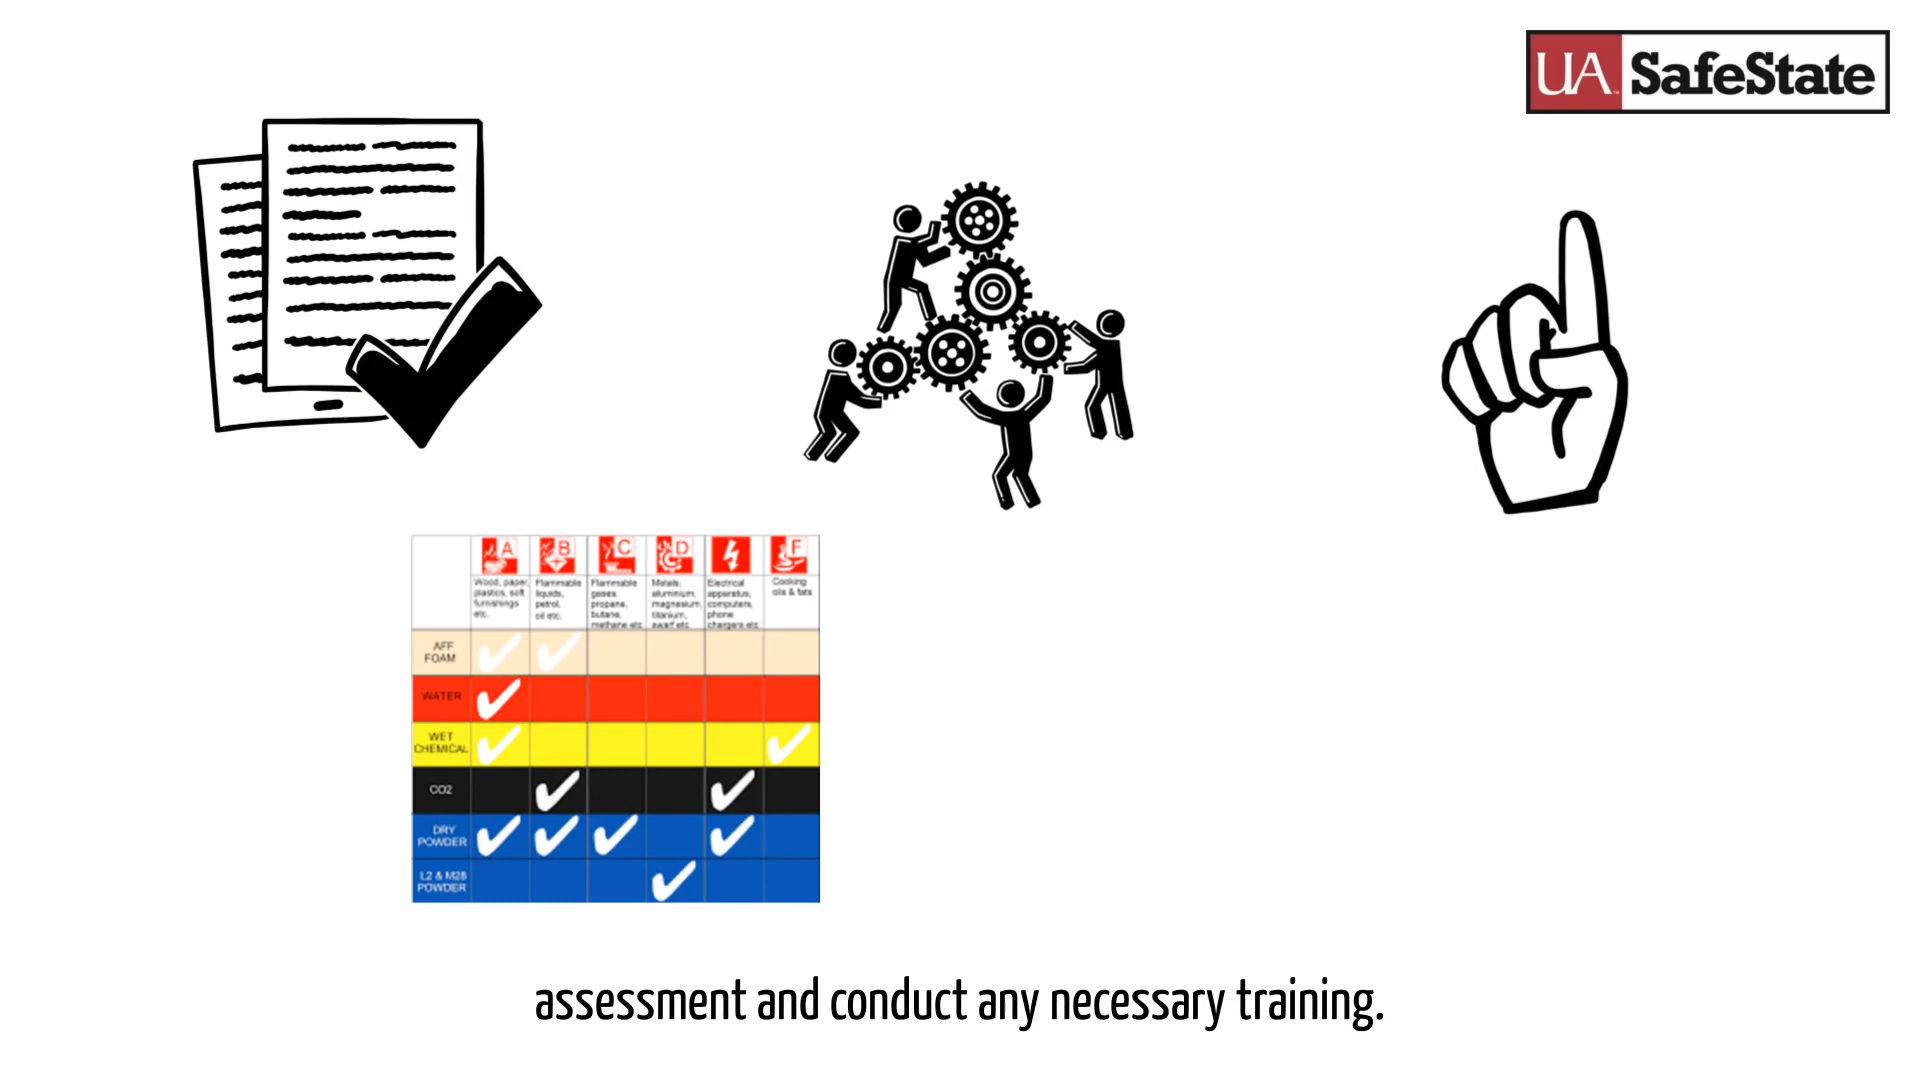 UA SafeState
A B C D F
Wood, paper, plastics, soft furnishings etc.
Flammable liquids, petrol, oil etc.
Flammable gases, propane, butane, methane etc.
Metals, aluminium, magnesium, titanium, swarf etc.
Electrical apparatus, computers, phone chargers etc.
Cooking oils & fats
AFF
FOAM
WATER
WET
CHEMICAL
CO2
DRY
POWDER
L2 & M28
POWDER
assessment and conduct any necessary training.